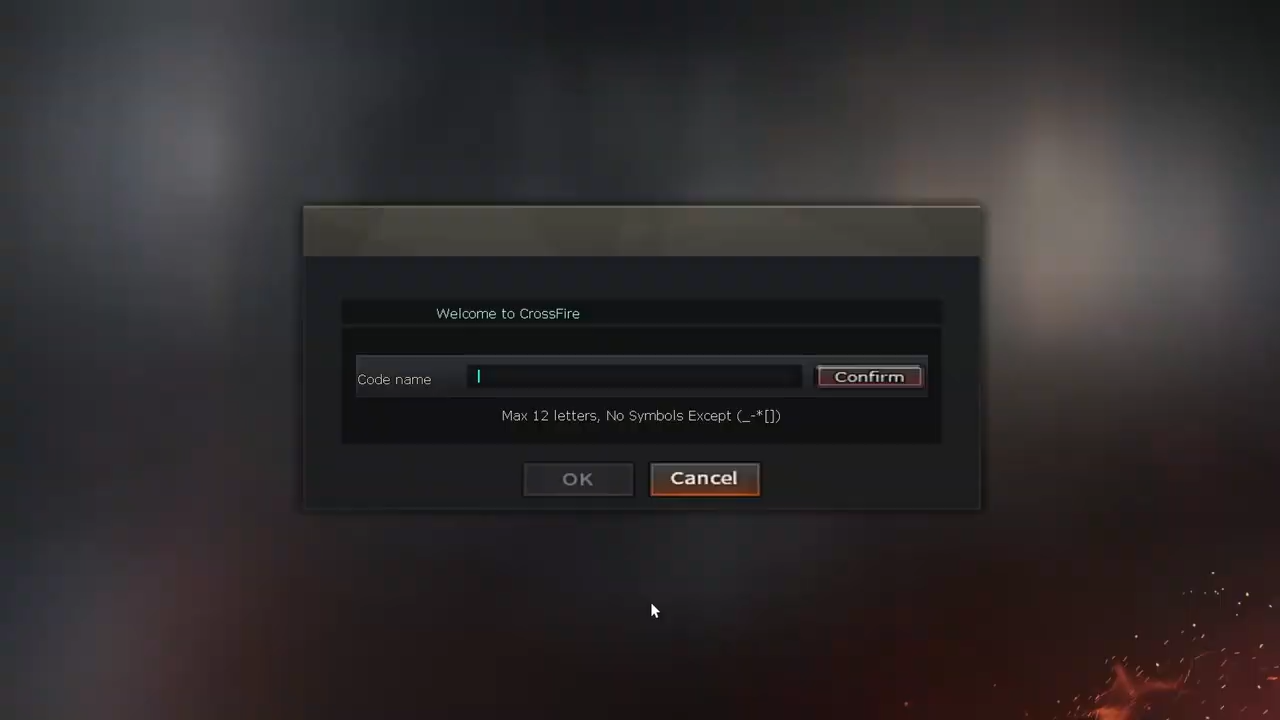 Welcome to CrossFire
Code name
Confirm
Max 12 letters, No Symbols Except (_-*[])
OK
Cancel